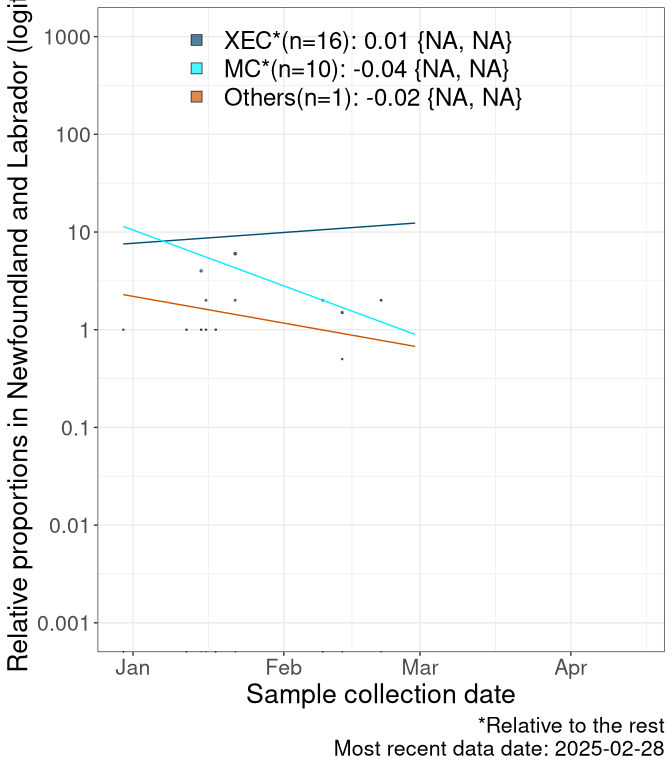 Relative proportions in Newfoundland and Labrador
1000
100
10
1
0.1
0.01
0.001
XEC*(n=16): 0.01 {NA, NA}
MC*(n=10): -0.04 {NA, NA}
Others(n=1): -0.02 {NA, NA}
Jan Feb Mar Apr
Sample collection date
*Relative to the rest
Most recent data date: 2025-02-28